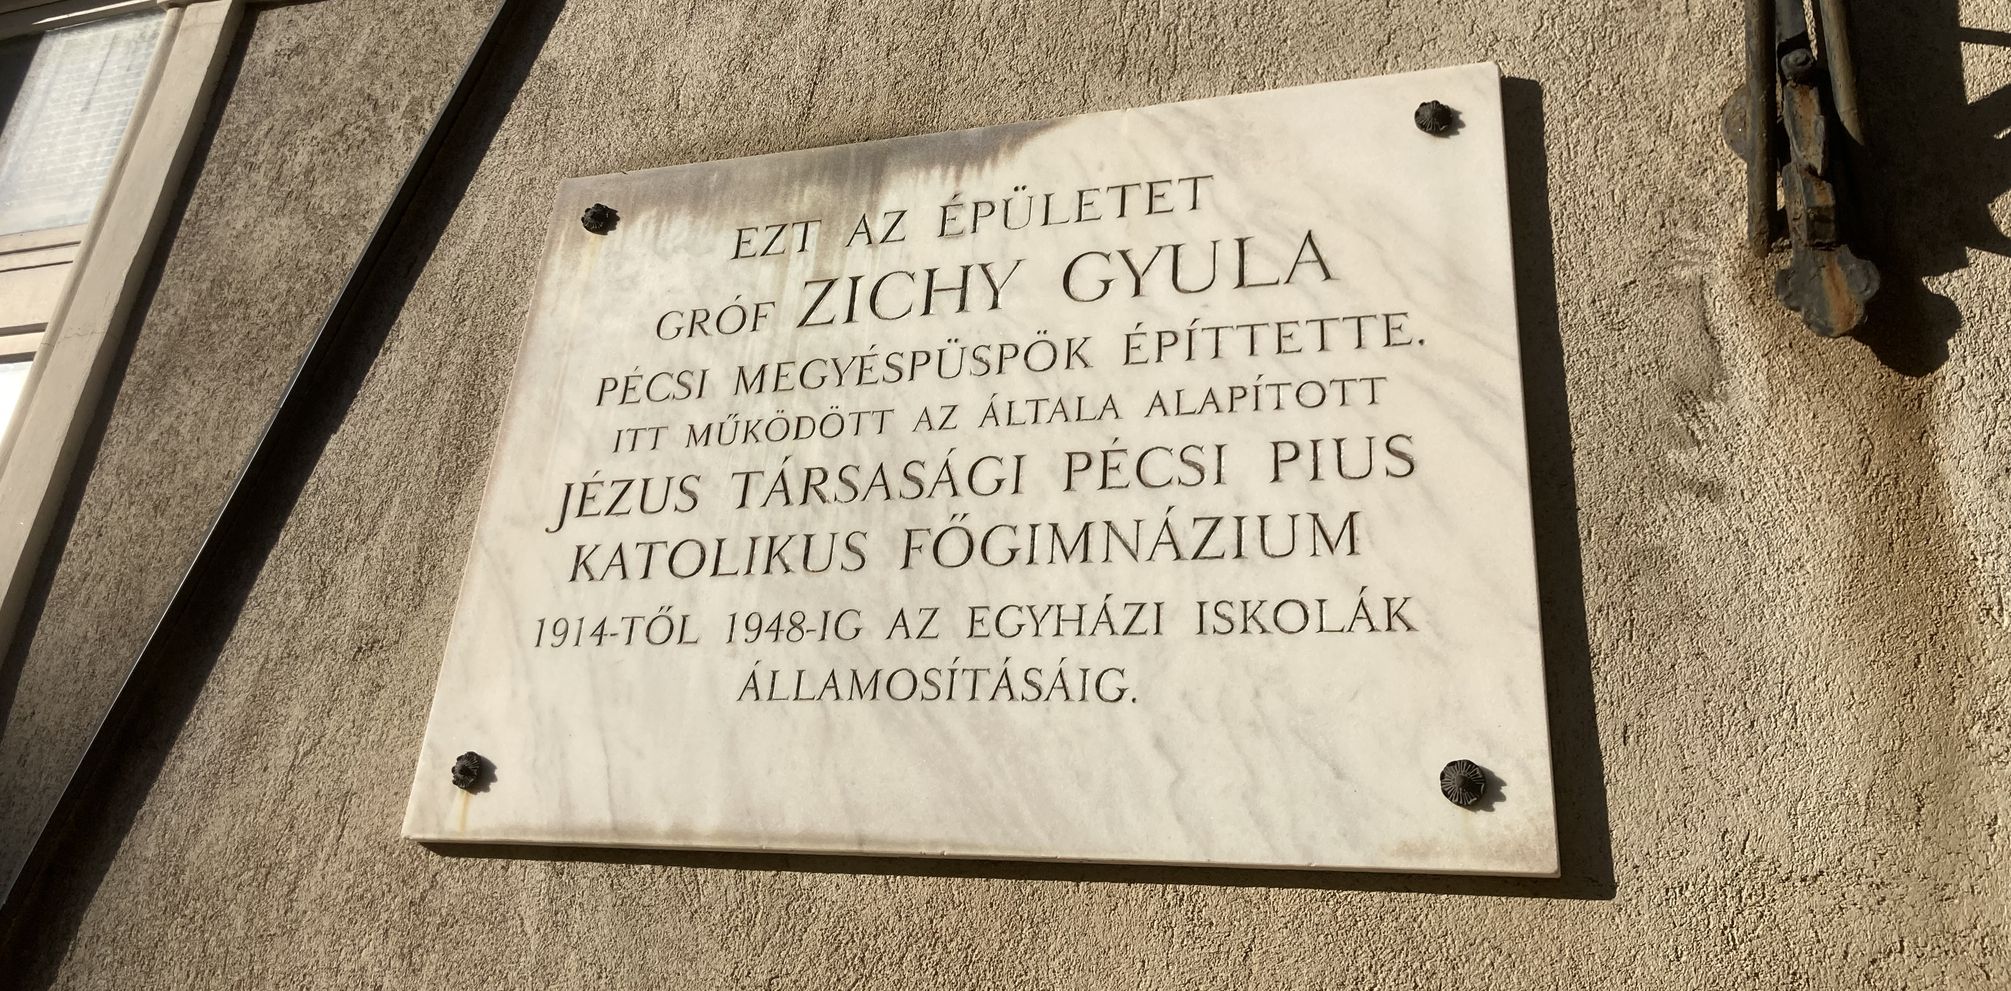 EZT AZ ÉPÜLETET
GRÓF ZICHY GYULA
PÉCSI MEGYÉSPÜSPÖK ÉPÍTTETTE.
ITT MŰKÖDÖTT AZ ÁLTALA ALAPÍTOTT
JÉZUS TÁRSASÁGI PÉCSI PIUS
KATOLIKUS FŐGIMNÁZIUM
1914-TŐL 1948-IG AZ EGYHÁZI ISKOLÁK
ÁLLAMOSÍTÁSÁIG.